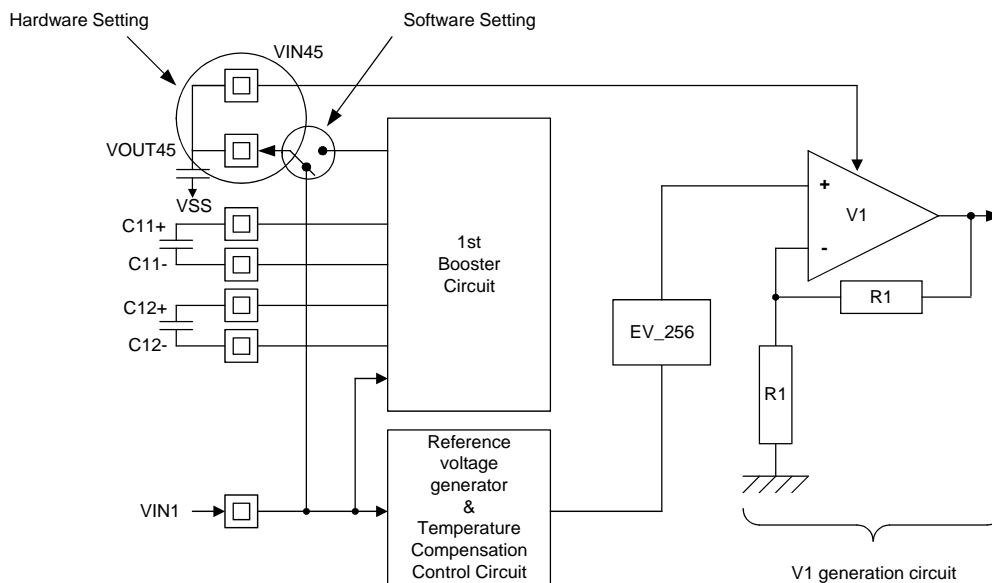 Hardware Setting
Software Setting
VIN45
VOUT45
VSS
C11+
C11-
C12+
C12-
1st
Booster
Circuit
+
V1
-
R1
EV_256
R1
VIN1
Reference
voltage
generator
&
Temperature
Compensation
Control Circuit
V1 generation circuit